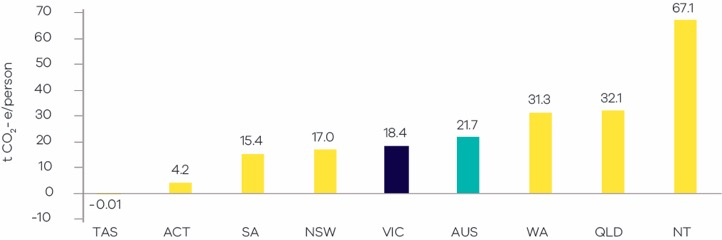 t CO₂- e/person
70
60
50
40
30
20
10
0
-10
-0.01
4.2
15.4
17.0
18.4
21.7
31.3
32.1
67.1
TAS
ACT
SA
NSW
VIC
AUS
WA
QLD
NT